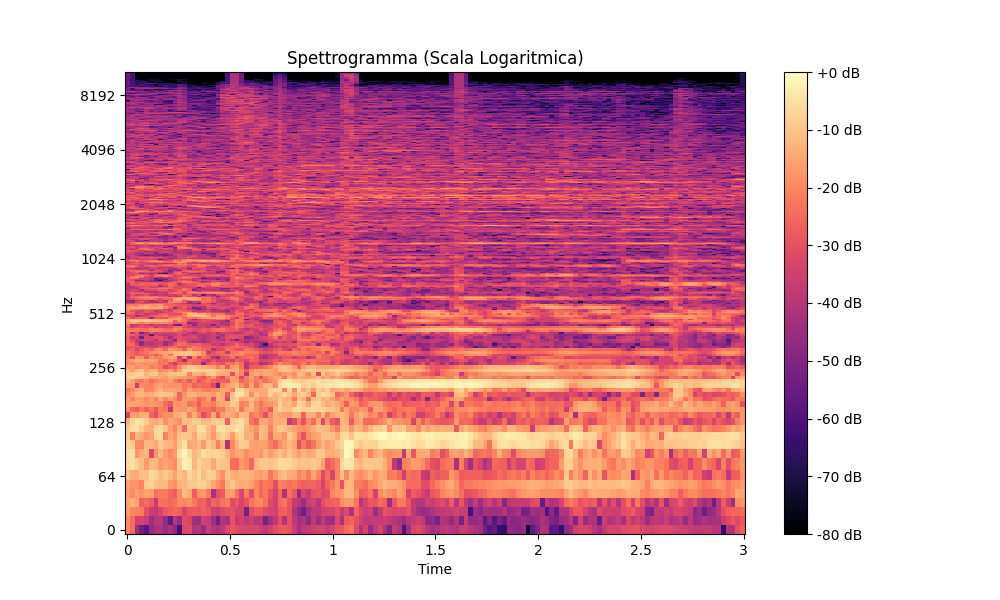 Spettrogramma (Scala Logaritmica)
Hz
8192
4096
2048
1024
512
256
128
64
0
0 0.5 1 1.5 2 2.5 3
Time
+0 dB
-10 dB
-20 dB
-30 dB
-40 dB
-50 dB
-60 dB
-70 dB
-80 dB